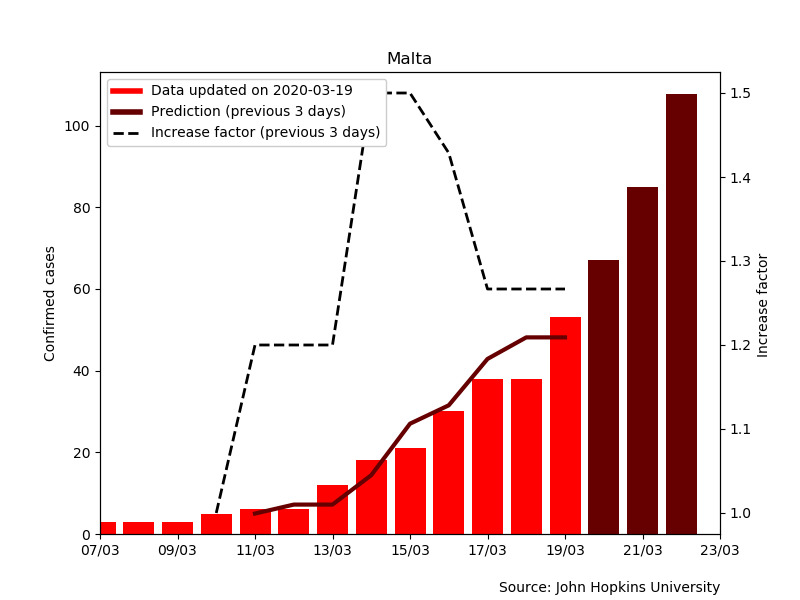 Malta
Data updated on 2020-03-19
Prediction (previous 3 days)
Increase factor (previous 3 days)
Confirmed cases
100
80
60
40
20
0
1.5
1.4
1.3
1.2
1.1
1.0
Increase factor
07/03 09/03 11/03 13/03 15/03 17/03 19/03 21/03 23/03
Source: John Hopkins University